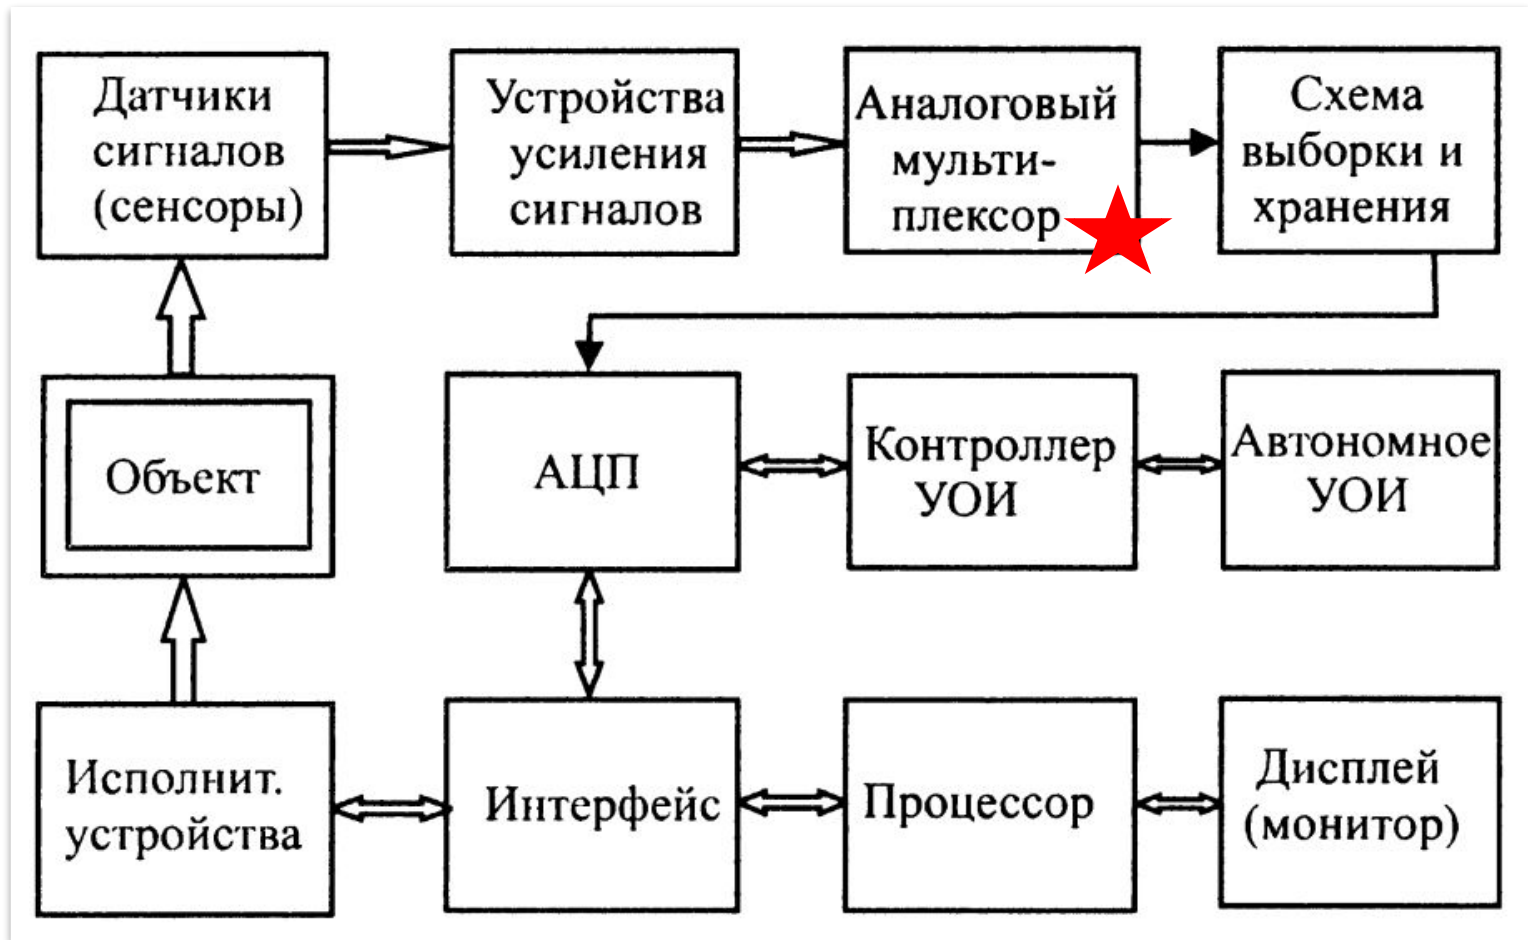 Датчики
сигналов
(сенсоры)
Устройства
усиления
сигналов
Аналоговый
мульти-
плексор
Схема
выборки и
хранения
Объект
АЦП
Контроллер
УОИ
Автономное
УОИ
Исполнит.
устройства
Интерфейс
Процессор
Дисплей
(монитор)